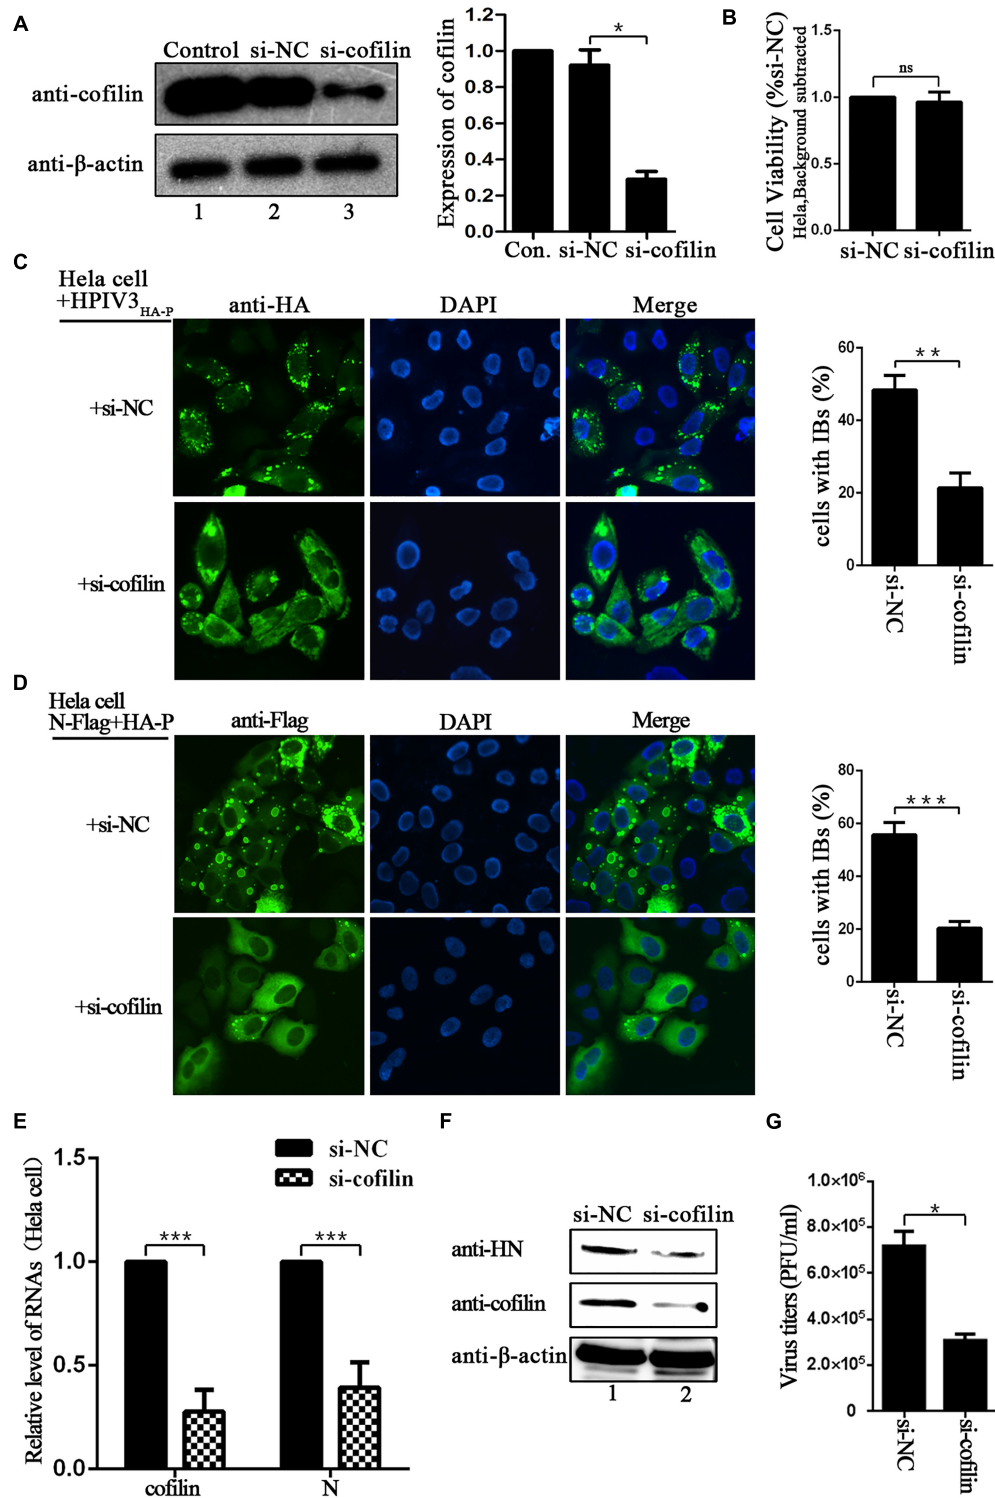 A
Control si-NC si-cofilin
anti-cofilin
anti-β-actin
1 2 3
Expression of cofilin
1.2
1.0
0.8
0.6
0.4
0.2
0.0
*
Con. si-NC si-cofilin
B
Cell Viability (%si-NC)
Hela,Background subtracted
1.5
1.0
0.5
0.0
ns
si-NC si-cofilin
C
Hela cell
+HPIV3HA-P
anti-HA DAPI Merge
+si-NC
+si-cofilin
cells with IBs (%)
60
40
20
0
**
si-NC
si-cofilin
D
Hela cell
N-Flag+HA-P
anti-Flag DAPI Merge
+si-NC
+si-cofilin
cells with IBs (%)
80
60
40
20
0
***
si-NC
si-cofilin
E
Relative level of RNAs (Hela cell)
1.5
1.0
0.5
0.0
si-NC
si-cofilin
*** ***
cofilin N
F
si-NC si-cofilin
anti-HN
anti-cofilin
anti-β-actin
1 2
G
Virus titers (PFU/ml)
1.0×10⁶
8.0×10⁵
6.0×10⁵
4.0×10⁵
2.0×10⁵
0
*
si-NC
si-cofilin